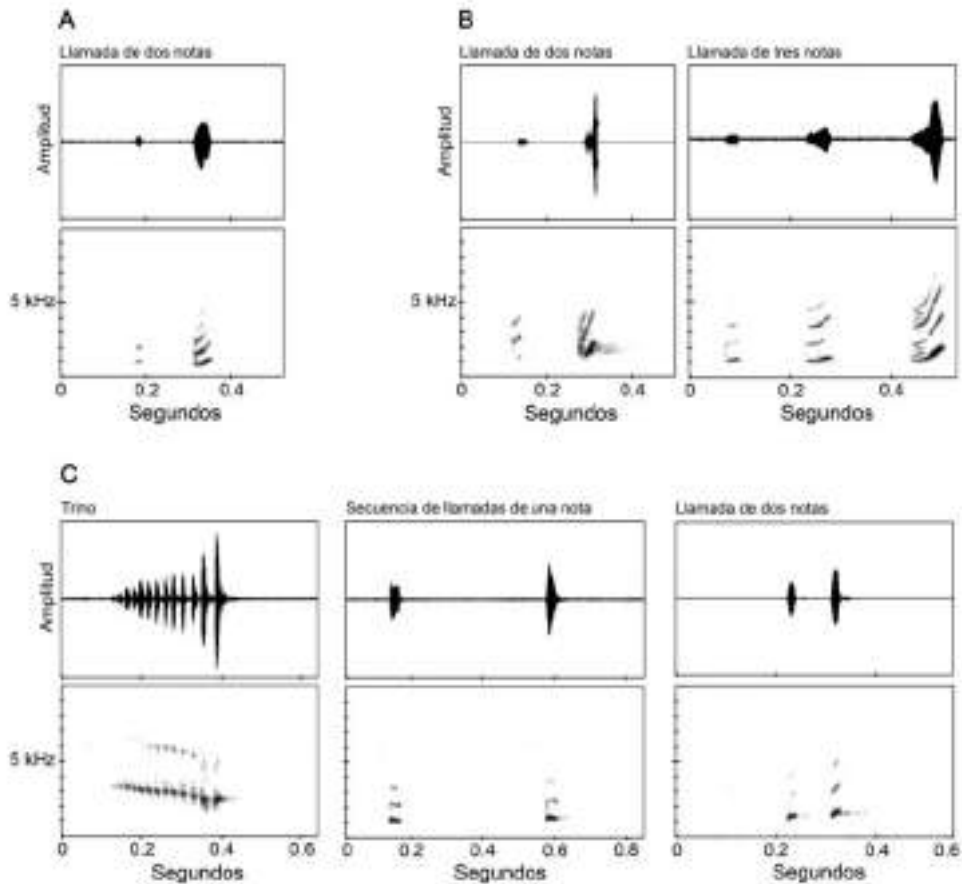 A
Llamada de dos notas
Amplitud
5 kHz
0 0.2 0.4
Segundos
B
Llamada de dos notas
Llamada de tres notas
Amplitud
5 kHz
0 0.2 0.4
0 0.2 0.4
Segundos
Segundos
C
Trino
Secuencia de llamadas de una nota
Llamada de dos notas
Amplitud
5 kHz
0 0.2 0.4 0.6
0 0.2 0.4 0.6 0.8
0 0.2 0.4 0.6
Segundos
Segundos
Segundos